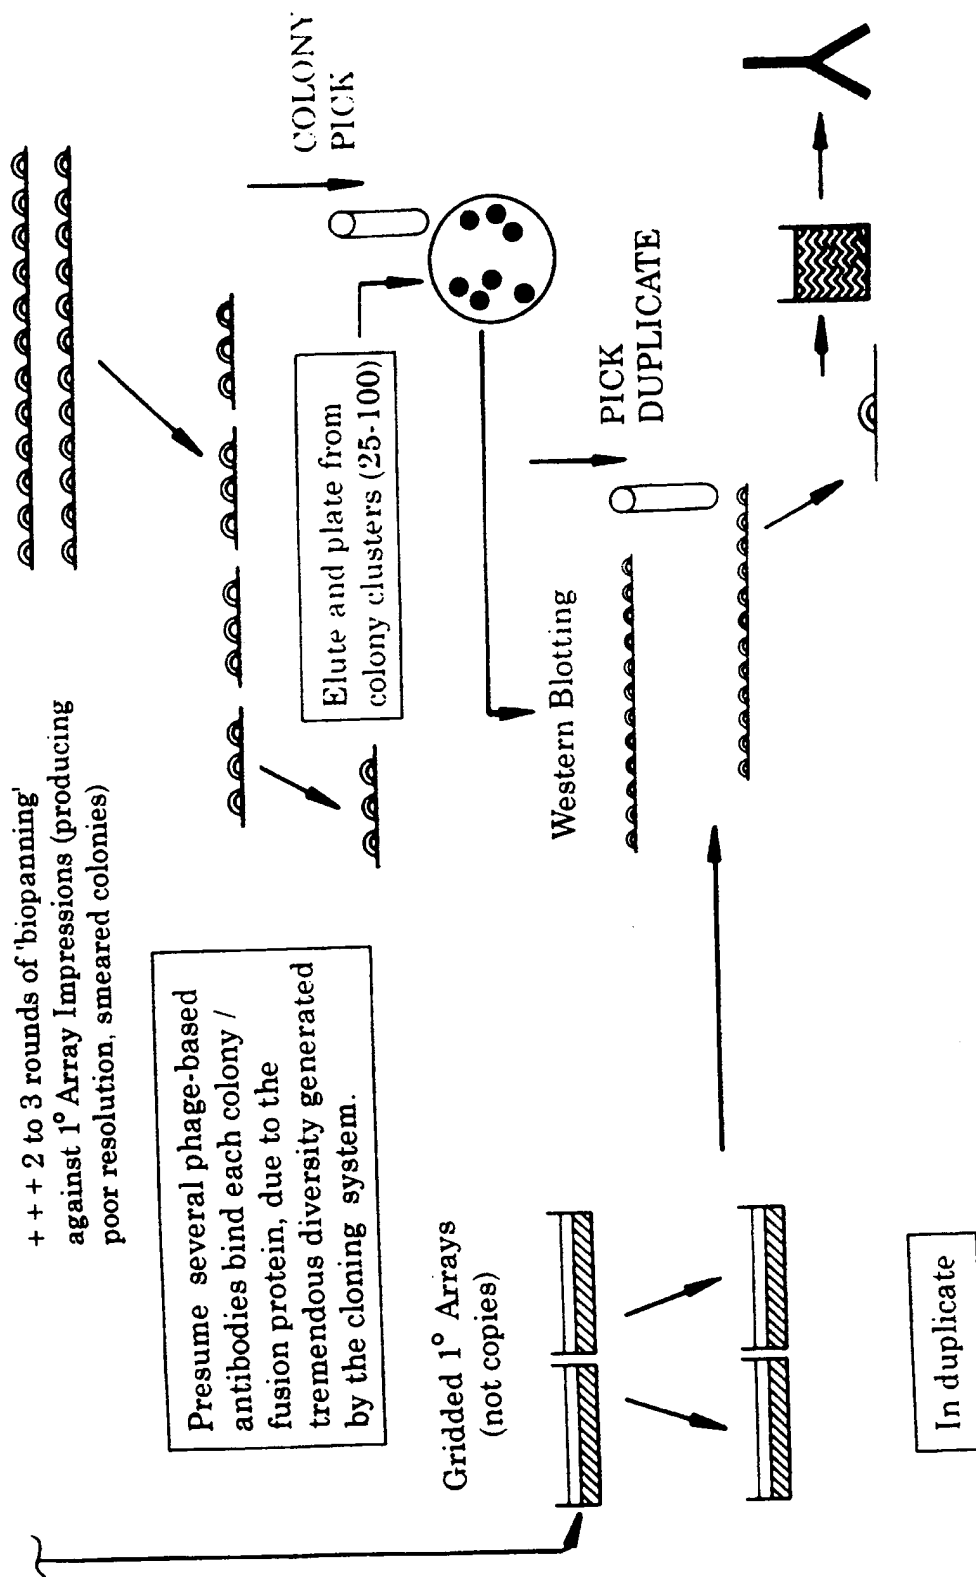 + + + 2 to 3 rounds of 'biopanning'
against 1° Array Impressions (producing
poor resolution, smeared colonies)
Presume several phage-based
antibodies bind each colony /
fusion protein, due to the
tremendous diversity generated
by the cloning system.
Elute and plate from
colony clusters (25-100)
COLONY
PICK
Gridded 1° Arrays
(not copies)
Western Blotting
PICK
DUPLICATE
In duplicate